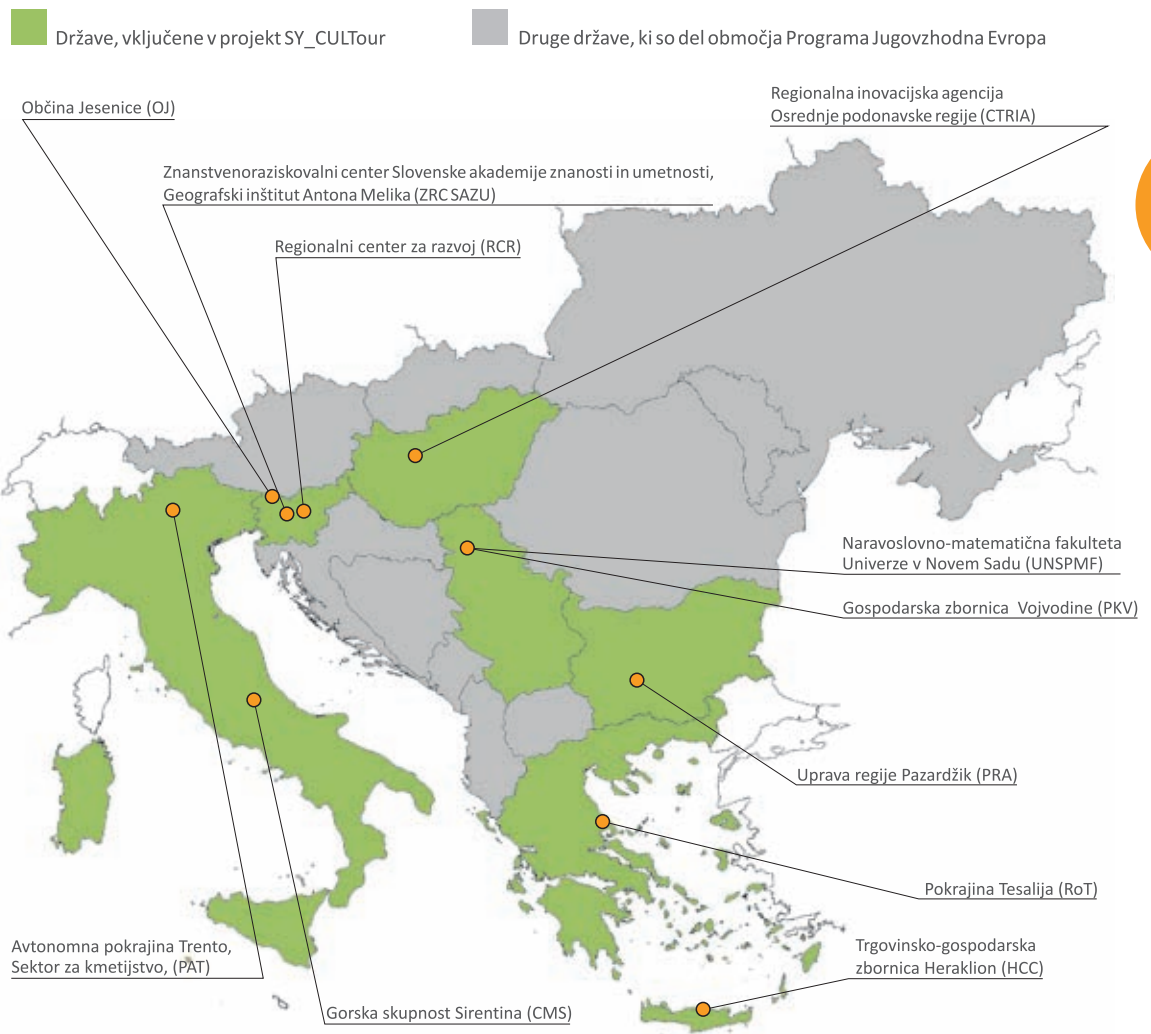 Države, vključene v projekt SY_CULTour
Druge države, ki so del območja Programa Jugovzhodna Evropa
Občina Jesenice (OJ)
Regionalna inovacijska agencija
Osrednje podonavske regije (CTRIA)
Znanstvenoraziskovalni center Slovenske akademije znanosti in umetnosti,
Geografski inštitut Antona Melika (ZRC SAZU)
Regionalni center za razvoj (RCR)
Naravoslovno-matematična fakulteta
Univerze v Novem Sadu (UNSPMF)
Gospodarska zbornica Vojvodine (PKV)
Uprava regije Pazardžik (PRA)
Pokrajina Tesalija (RoT)
Avtonomna pokrajina Trento,
Sektor za kmetijstvo, (PAT)
Trgovinsko-gospodarska
zbornica Heraklion (HCC)
Gorska skupnost Sirentina (CMS)